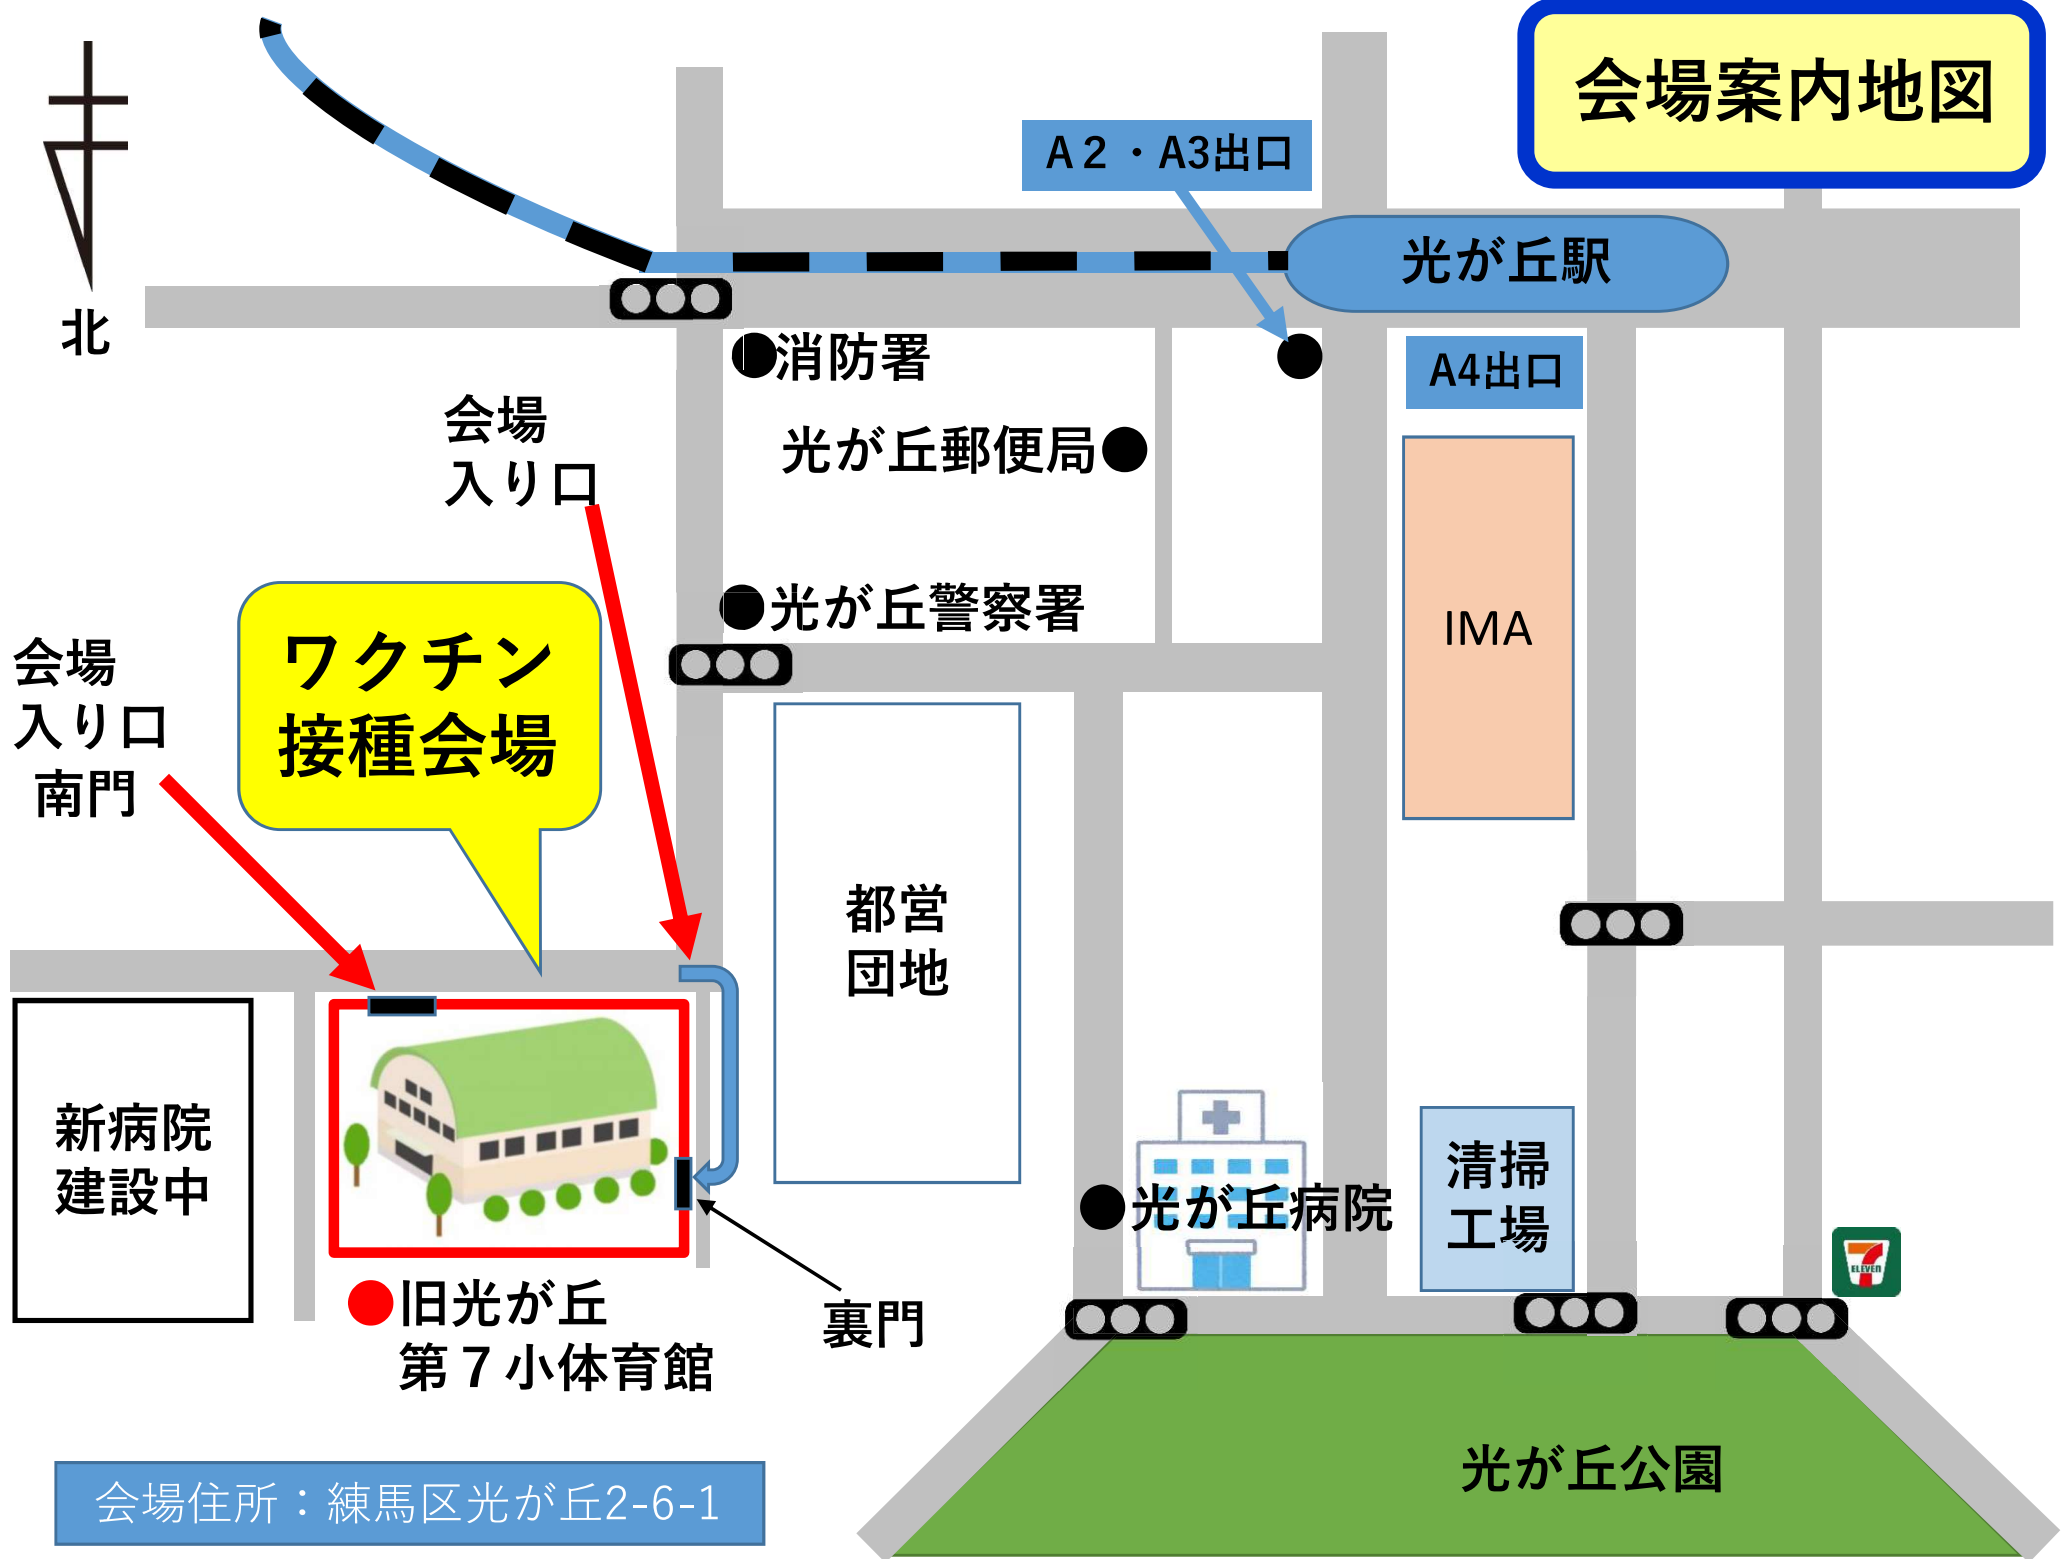 会場案内地図
A２・A3出口
光が丘駅
北
消防署
A4出口
会場
入り口
光が丘郵便局
IMA
光が丘警察署
ワクチン
接種会場
会場
入り口
南門
都営
団地
新病院
建設中
光が丘病院
清掃
工場
7
ELEVEN
旧光が丘
第７小体育館
裏門
光が丘公園
会場住所：練馬区光が丘2-6-1